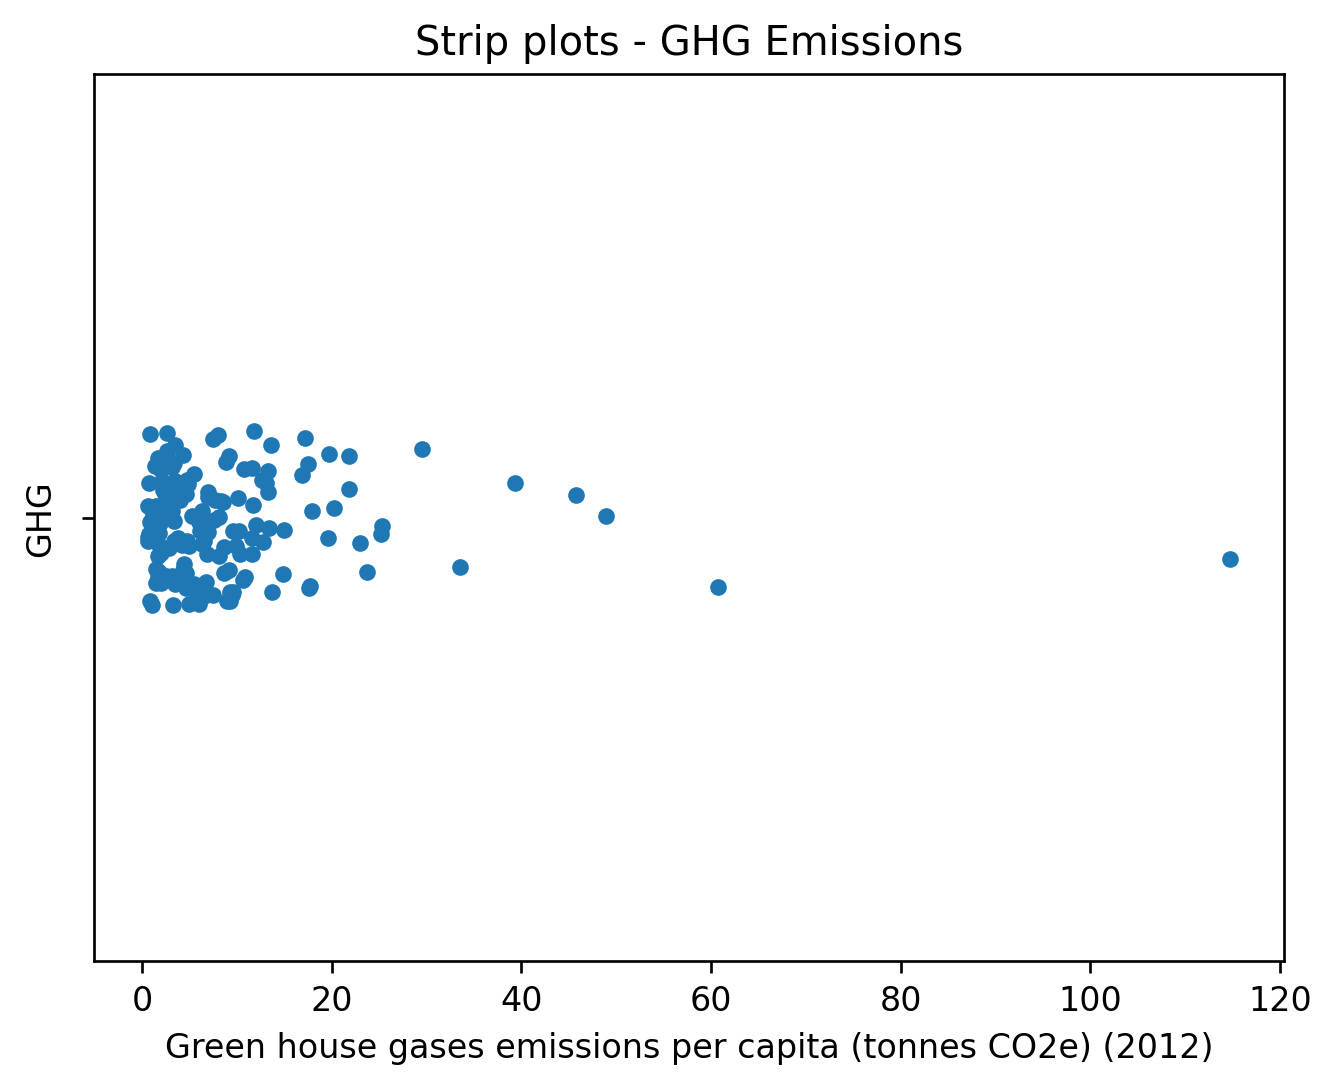 Strip plots - GHG Emissions
GHG
0 20 40 60 80 100 120
Green house gases emissions per capita (tonnes CO2e) (2012)